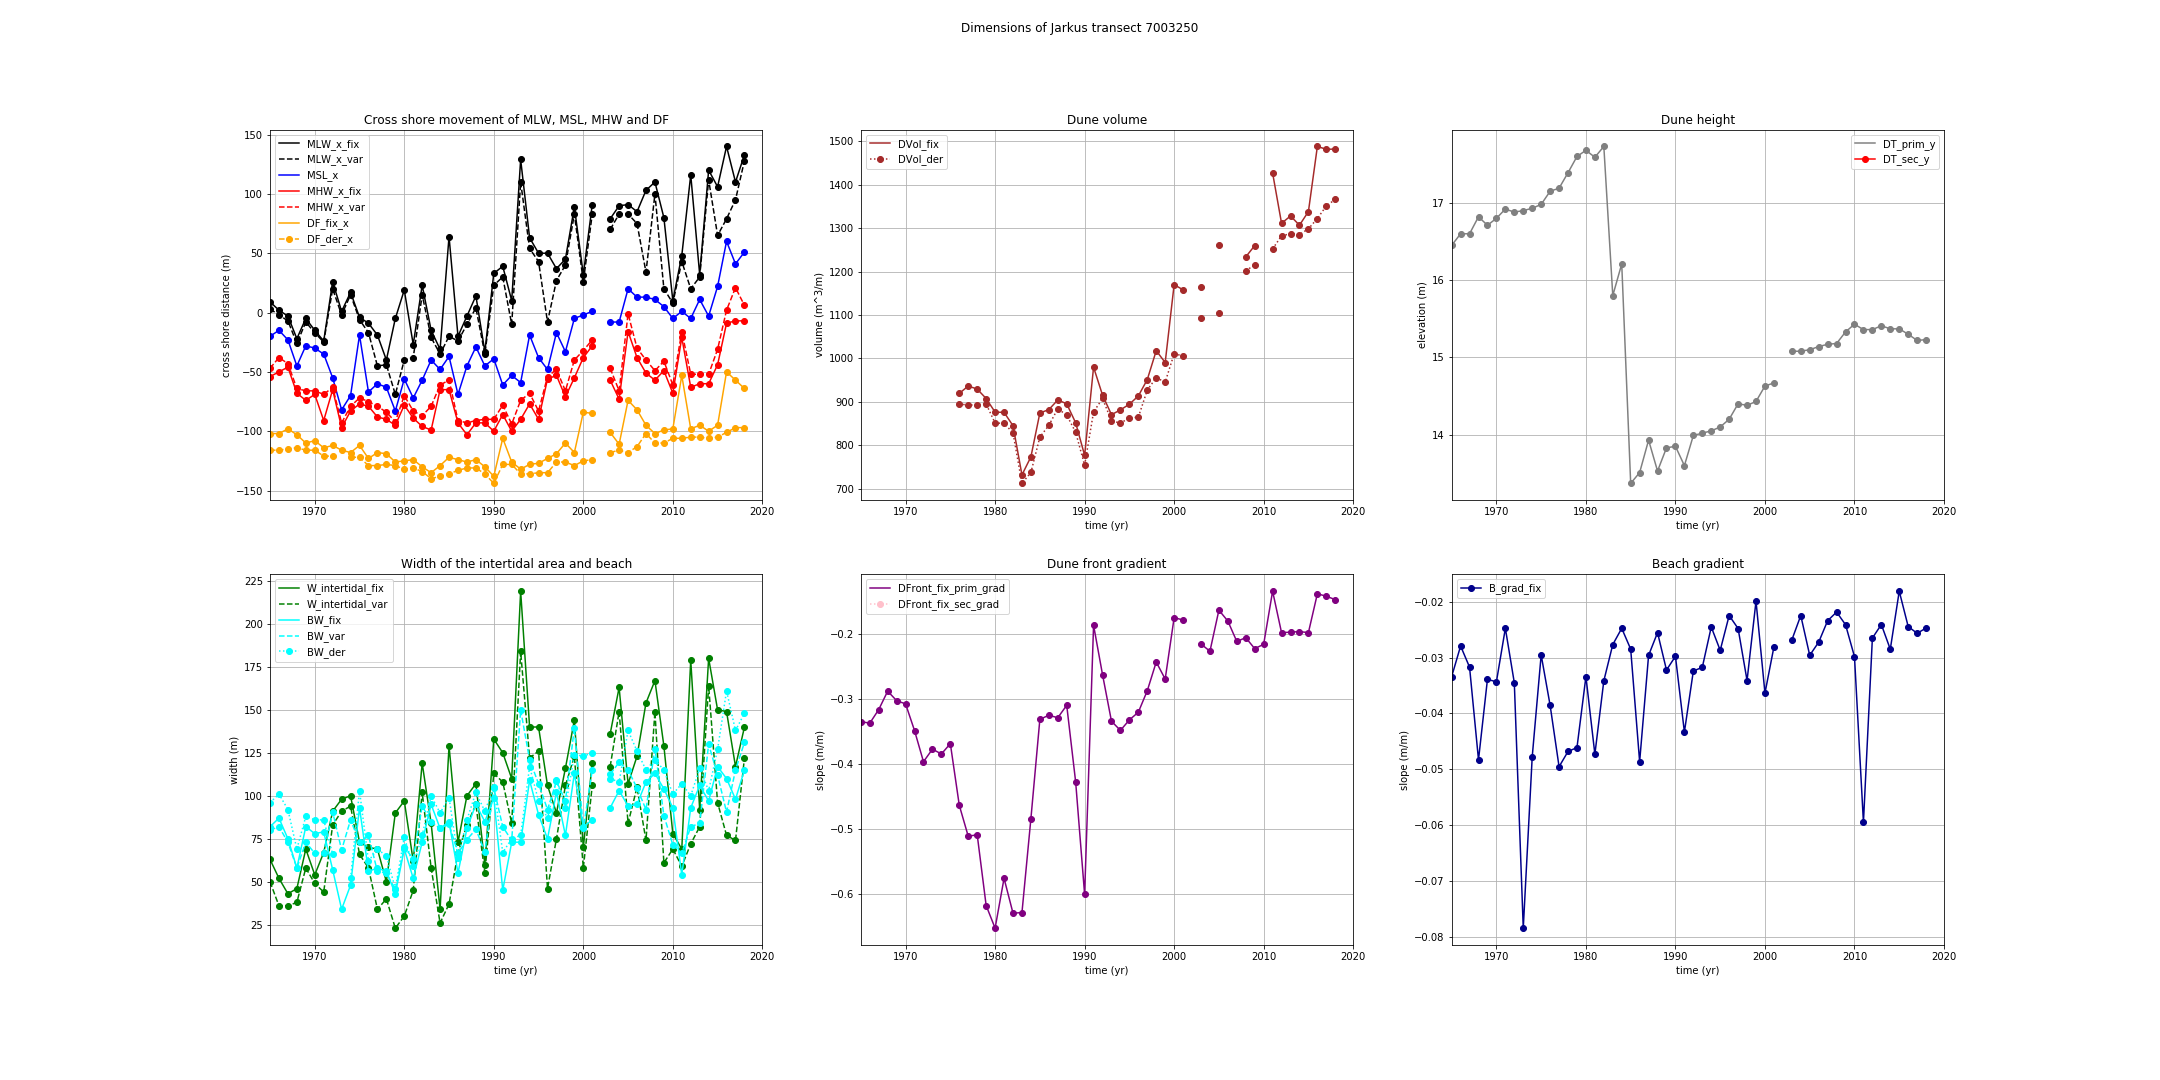 Dimensions of Jarkus transect 7003250
Cross shore movement of MLW, MSL, MHW and DF
MLW_x_fix
MLW_x_var
MSL_x
MHW_x_fix
MHW_x_var
DF_fix_x
DF_der_x
150
100
50
0
−50
−100
−150
cross shore distance (m)
1970 1980 1990 2000 2010 2020
time (yr)
Dune volume
DVol_fix
DVol_der
1500
1400
1300
1200
1100
1000
900
800
700
volume (m^3/m)
1970 1980 1990 2000 2010 2020
time (yr)
Dune height
DT_prim_y
DT_sec_y
17
16
15
14
elevation (m)
1970 1980 1990 2000 2010 2020
time (yr)
Width of the intertidal area and beach
W_intertidal_fix
W_intertidal_var
BW_fix
BW_var
BW_der
225
200
175
150
125
100
75
50
25
width (m)
1970 1980 1990 2000 2010 2020
time (yr)
Dune front gradient
DFront_fix_prim_grad
DFront_fix_sec_grad
−0.2
−0.3
−0.4
−0.5
−0.6
slope (m/m)
1970 1980 1990 2000 2010 2020
time (yr)
Beach gradient
B_grad_fix
−0.02
−0.03
−0.04
−0.05
−0.06
−0.07
−0.08
slope (m/m)
1970 1980 1990 2000 2010 2020
time (yr)